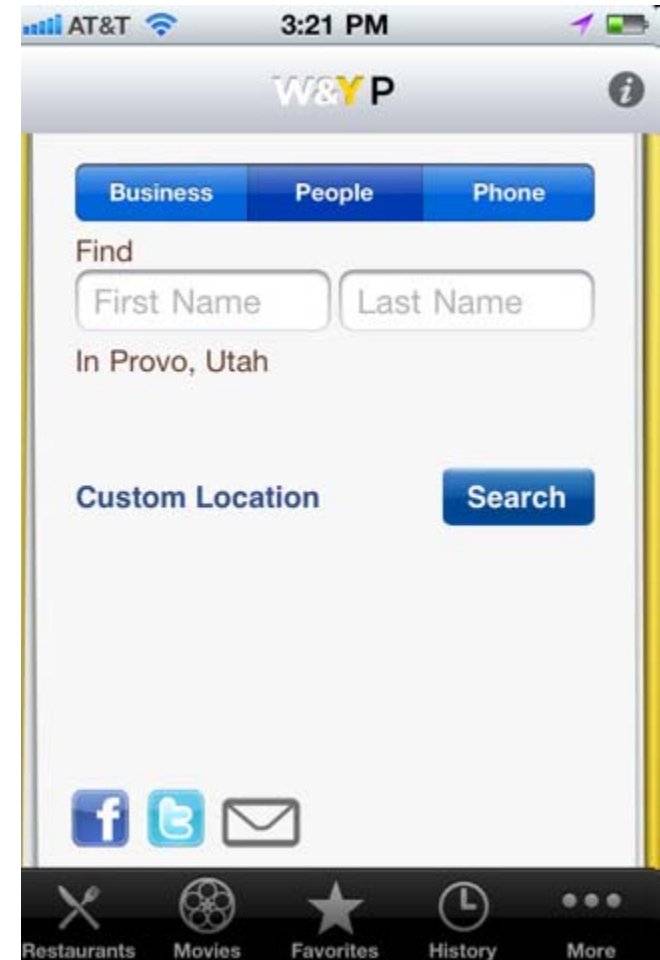 AT&T 3:21 PM
W&YP
Business People Phone
Find
First Name Last Name
In Provo, Utah
Custom Location Search
Restaurants Movies Favorites History More